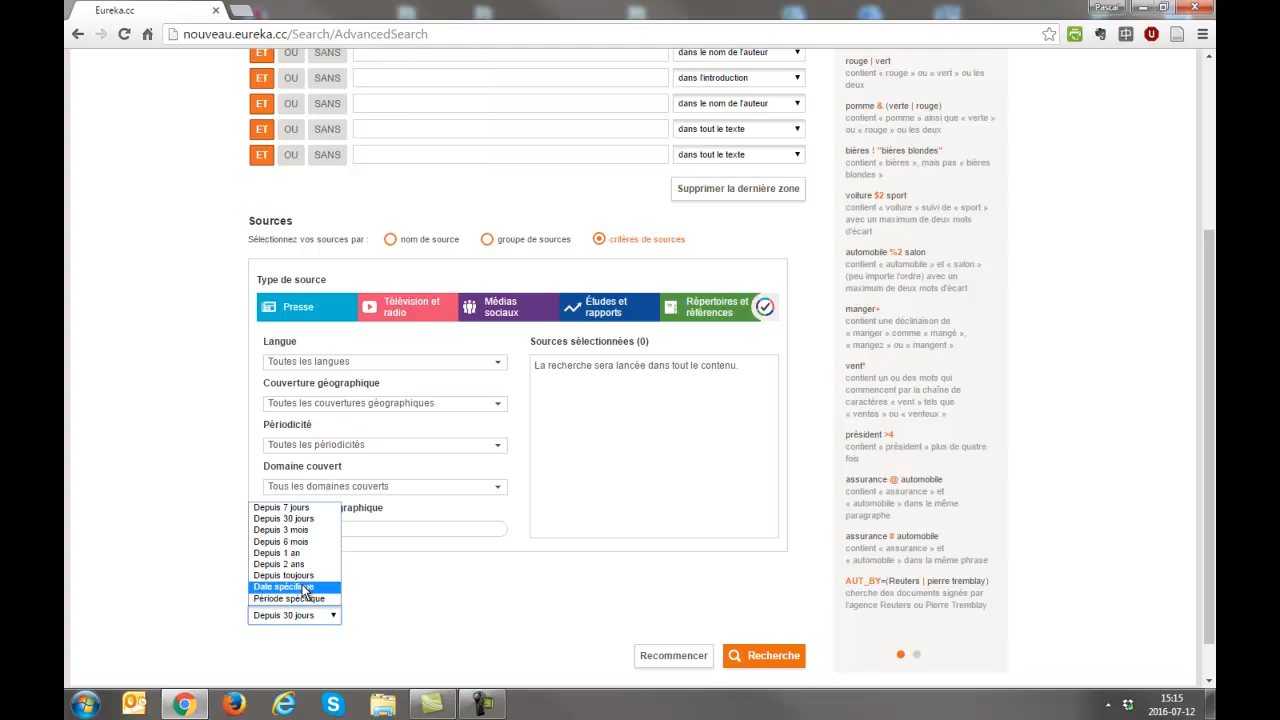 Eureka.cc
Pascal
nouveau.eureka.cc/Search/AdvancedSearch
ET OU SANS dans le nom de l'auteur
ET OU SANS dans l'introduction
ET OU SANS dans le nom de l'auteur
ET OU SANS dans tout le texte
ET OU SANS dans tout le texte
Supprimer la dernière zone
Sources
Sélectionnez vos sources par : nom de source groupe de sources critères de sources
Type de source
Presse
Télévision et radio
Médias sociaux
Études et rapports
Répertoires et références
Langue
Toutes les langues
Couverture géographique
Toutes les couvertures géographiques
Périodicité
Toutes les périodicités
Domaine couvert
Tous les domaines couverts
graphique
Sources sélectionnées (0)
La recherche sera lancée dans tout le contenu.
Depuis 7 jours
Depuis 30 jours
Depuis 3 mois
Depuis 6 mois
Depuis 1 an
Depuis 2 ans
Depuis toujours
Date spécifique
Période spécifique
Depuis 30 jours
Recommencer
Recherche
rouge | vert
contient « rouge » ou « vert » ou les
deux
pomme & (verte | rouge)
contient « pomme » ainsi que « verte »
ou « rouge » ou les deux
bières ! "bières blondes"
contient « bières », mais pas « bières
blondes »
voiture $2 sport
contient « voiture » suivi de « sport »
avec un maximum de deux mots
d'écart
automobile %2 salon
contient « automobile » et « salon »
(peu importe l'ordre) avec un
maximum de deux mots d'écart
manger+
contient une déclinaison de
« manger » comme « mangé »,
« mangez » ou « mangent »
vent*
contient un ou des mots qui
commencent par la chaîne de
caractères « vent » tels que
« ventes » ou « venteux »
président >4
contient « président » plus de quatre
fois
assurance @ automobile
contient « assurance » et
« automobile » dans le même
paragraphe
assurance # automobile
contient « assurance » et
« automobile » dans la même phrase
AUT_BY=(Reuters | pierre tremblay)
cherche des documents signés par
l'agence Reuters ou Pierre Tremblay
15:15
2016-07-12